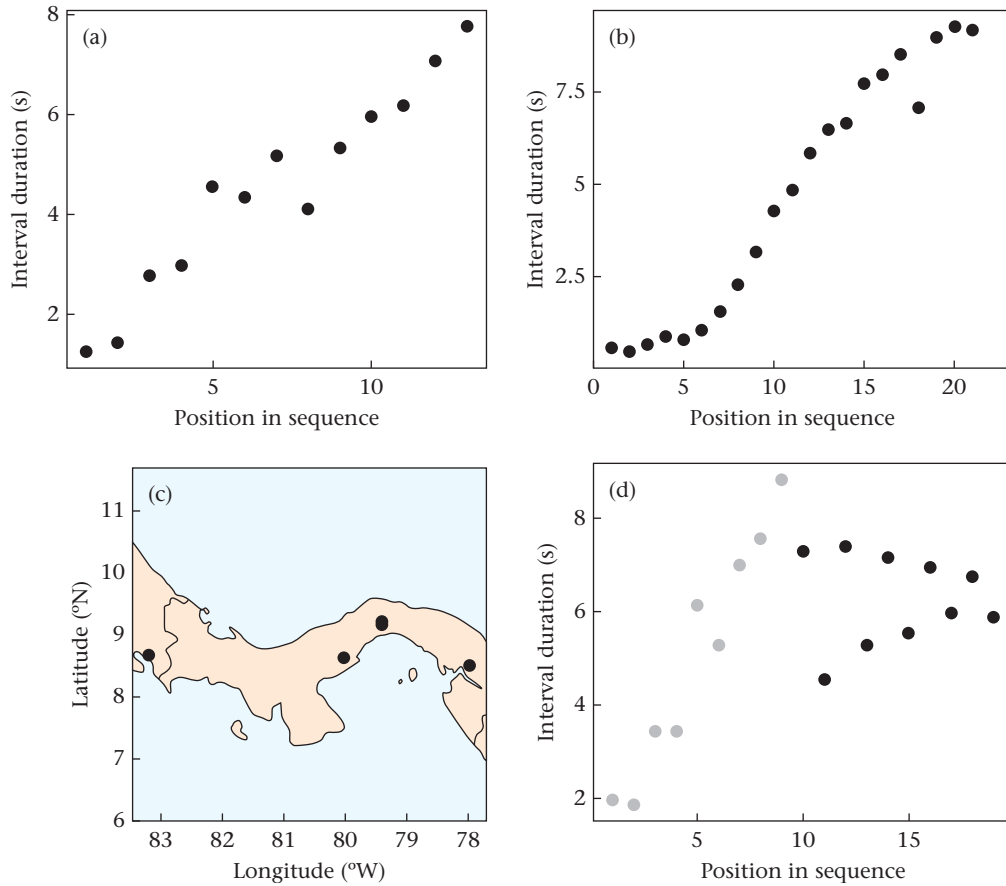 (a)
Interval duration (s)
8
6
4
2
5
10
Position in sequence
(b)
Interval duration (s)
7.5
5
2.5
0
5
10
15
20
Position in sequence
(c)
Latitude (ºN)
11
10
9
8
7
6
83
82
81
80
79
78
Longitude (ºW)
(d)
Interval duration (s)
8
6
4
2
5
10
15
Position in sequence